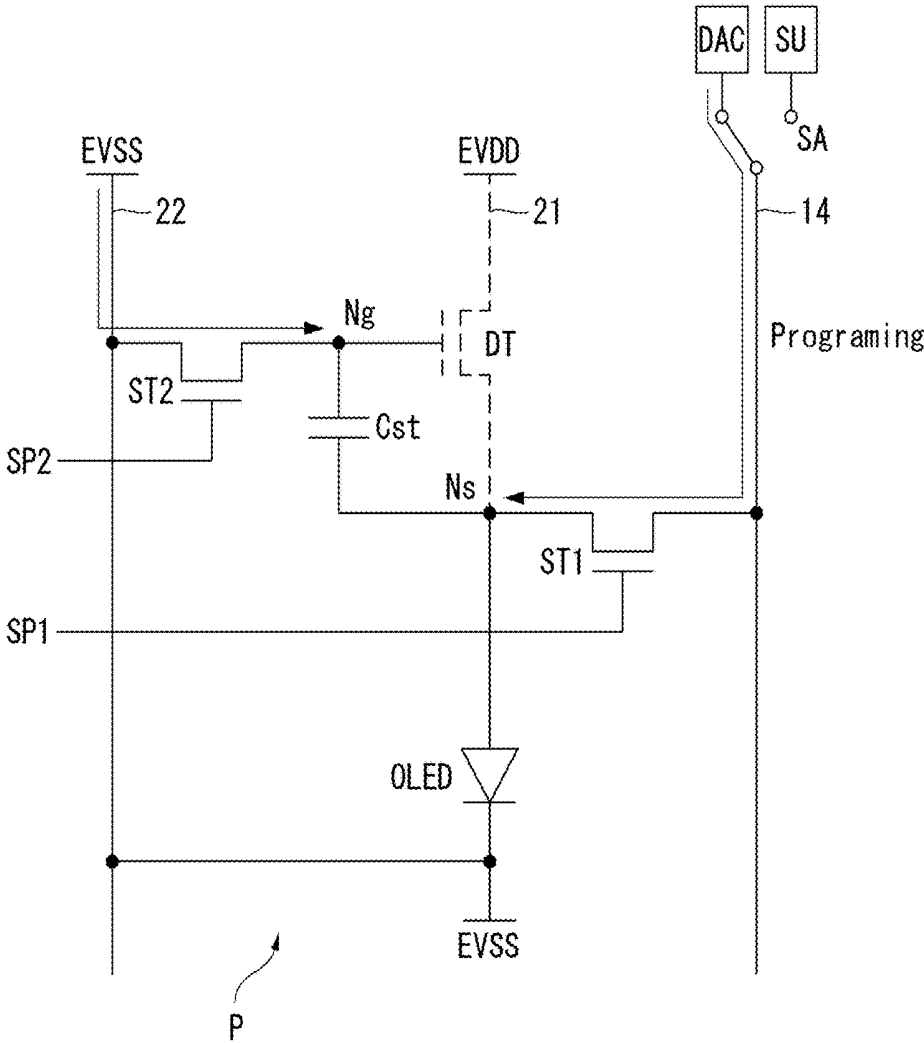 DAC
SU
SA
EVSS
EVDD
22
21
14
Ng
DT
Programing
ST2
Cst
SP2
Ns
ST1
SP1
OLED
EVSS
P